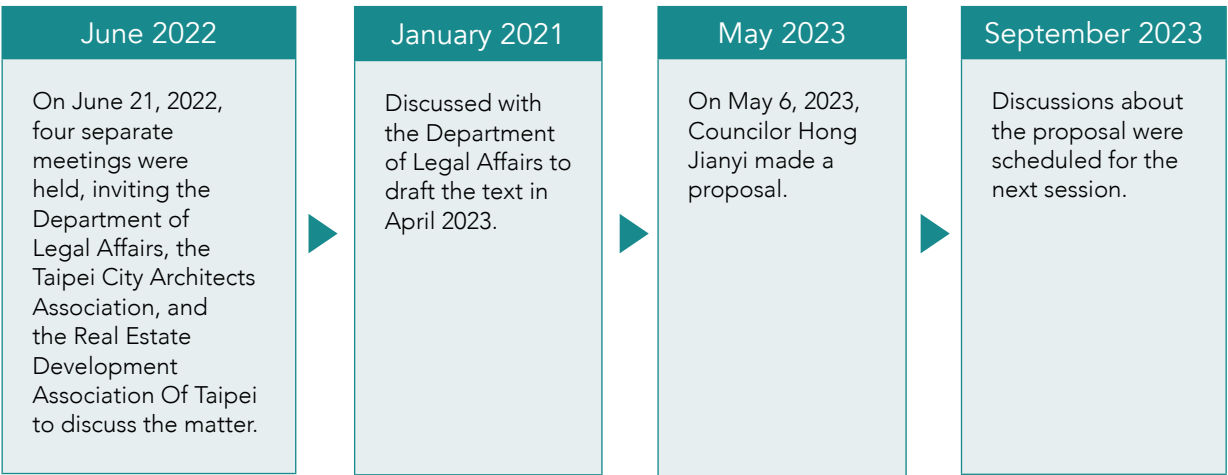 June 2022
On June 21, 2022,
four separate
meetings were
held, inviting the
Department of
Legal Affairs, the
Taipei City Architects
Association, and
the Real Estate
Development
Association Of Taipei
to discuss the matter.
January 2021
Discussed with
the Department
of Legal Affairs to
draft the text in
April 2023.
May 2023
On May 6, 2023,
Councilor Hong
Jianyi made a
proposal.
September 2023
Discussions about
the proposal were
scheduled for the
next session.